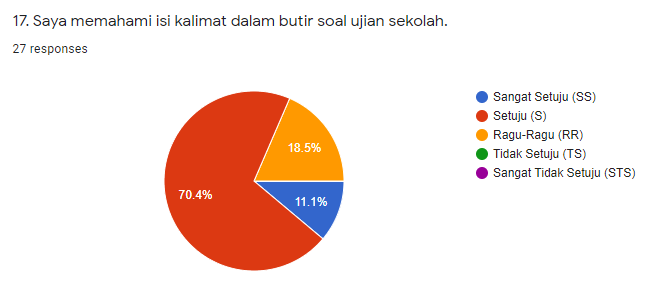 17. Saya memahami isi kalimat dalam butir soal ujian sekolah.
27 responses
Sangat Setuju (SS)
Setuju (S)
Ragu-Ragu (RR)
Tidak Setuju (TS)
Sangat Tidak Setuju (STS)
18.5%
70.4%
11.1%